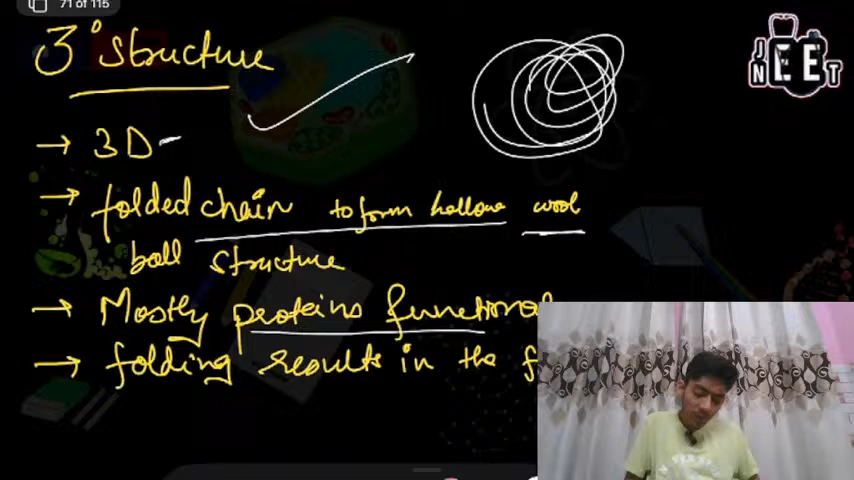 71 of 115
3° structure
JNEET
→ 3D
→ folded chain to form hollow wool
ball structure
→ Mostly proteins functional
→ folding results in the f